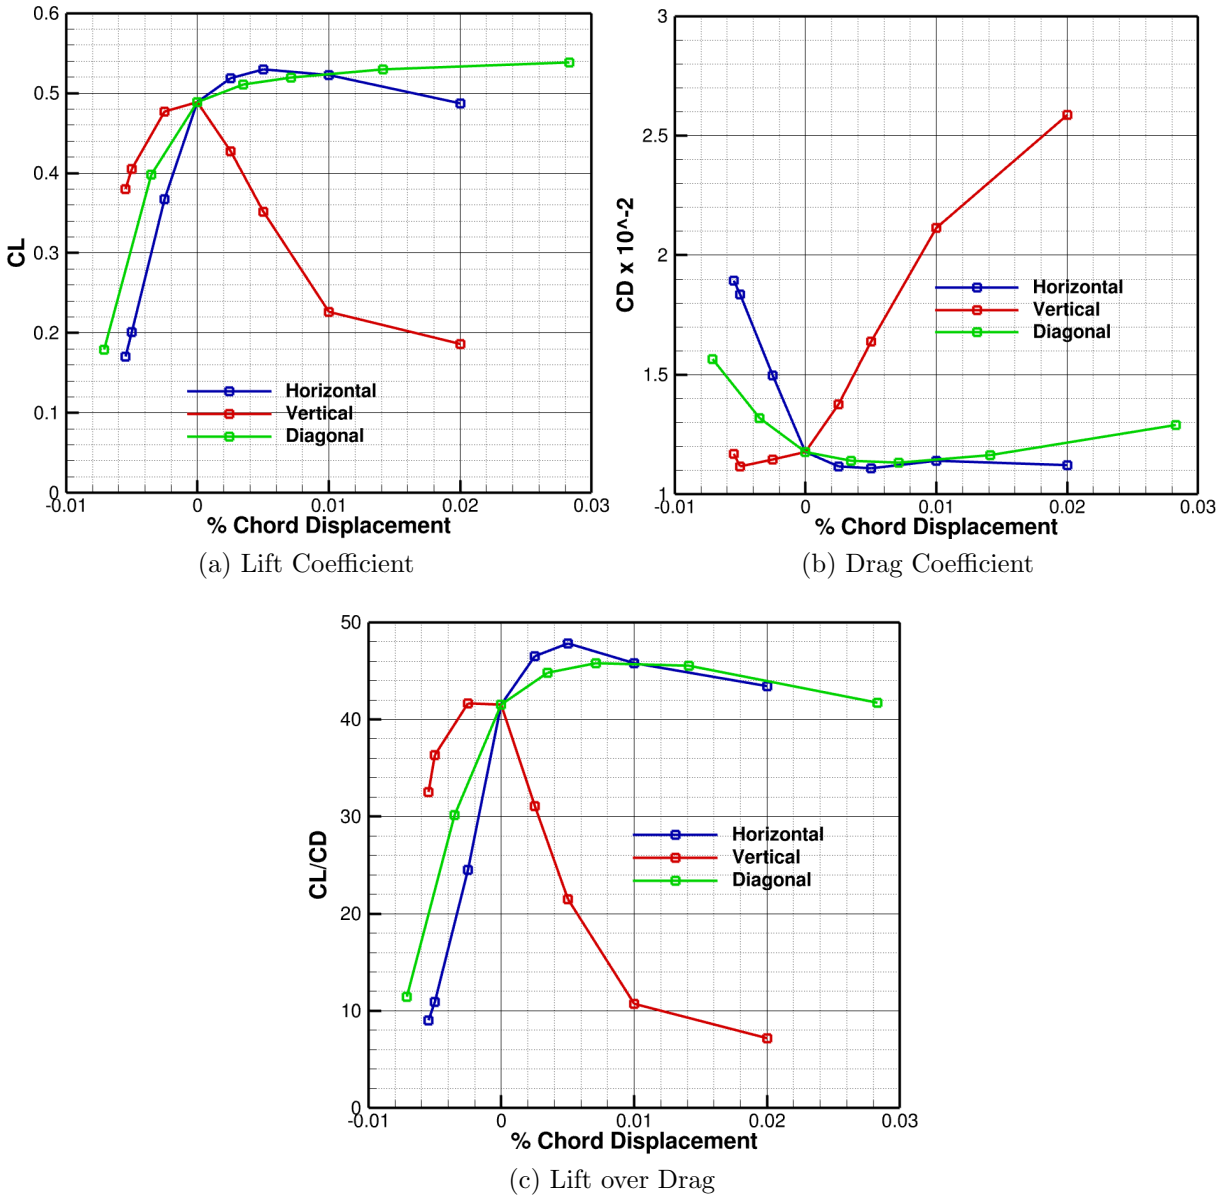 0.6
0.5
0.4
0.3
0.2
0.1
0
CL
Horizontal
Vertical
Diagonal
-0.01 0 0.01 0.02 0.03
% Chord Displacement
(a) Lift Coefficient
3
2.5
2
1.5
1
CD x 10^-2
Horizontal
Vertical
Diagonal
-0.01 0 0.01 0.02 0.03
% Chord Displacement
(b) Drag Coefficient
50
40
30
20
10
0
CL/CD
Horizontal
Vertical
Diagonal
-0.01 0 0.01 0.02 0.03
% Chord Displacement
(c) Lift over Drag